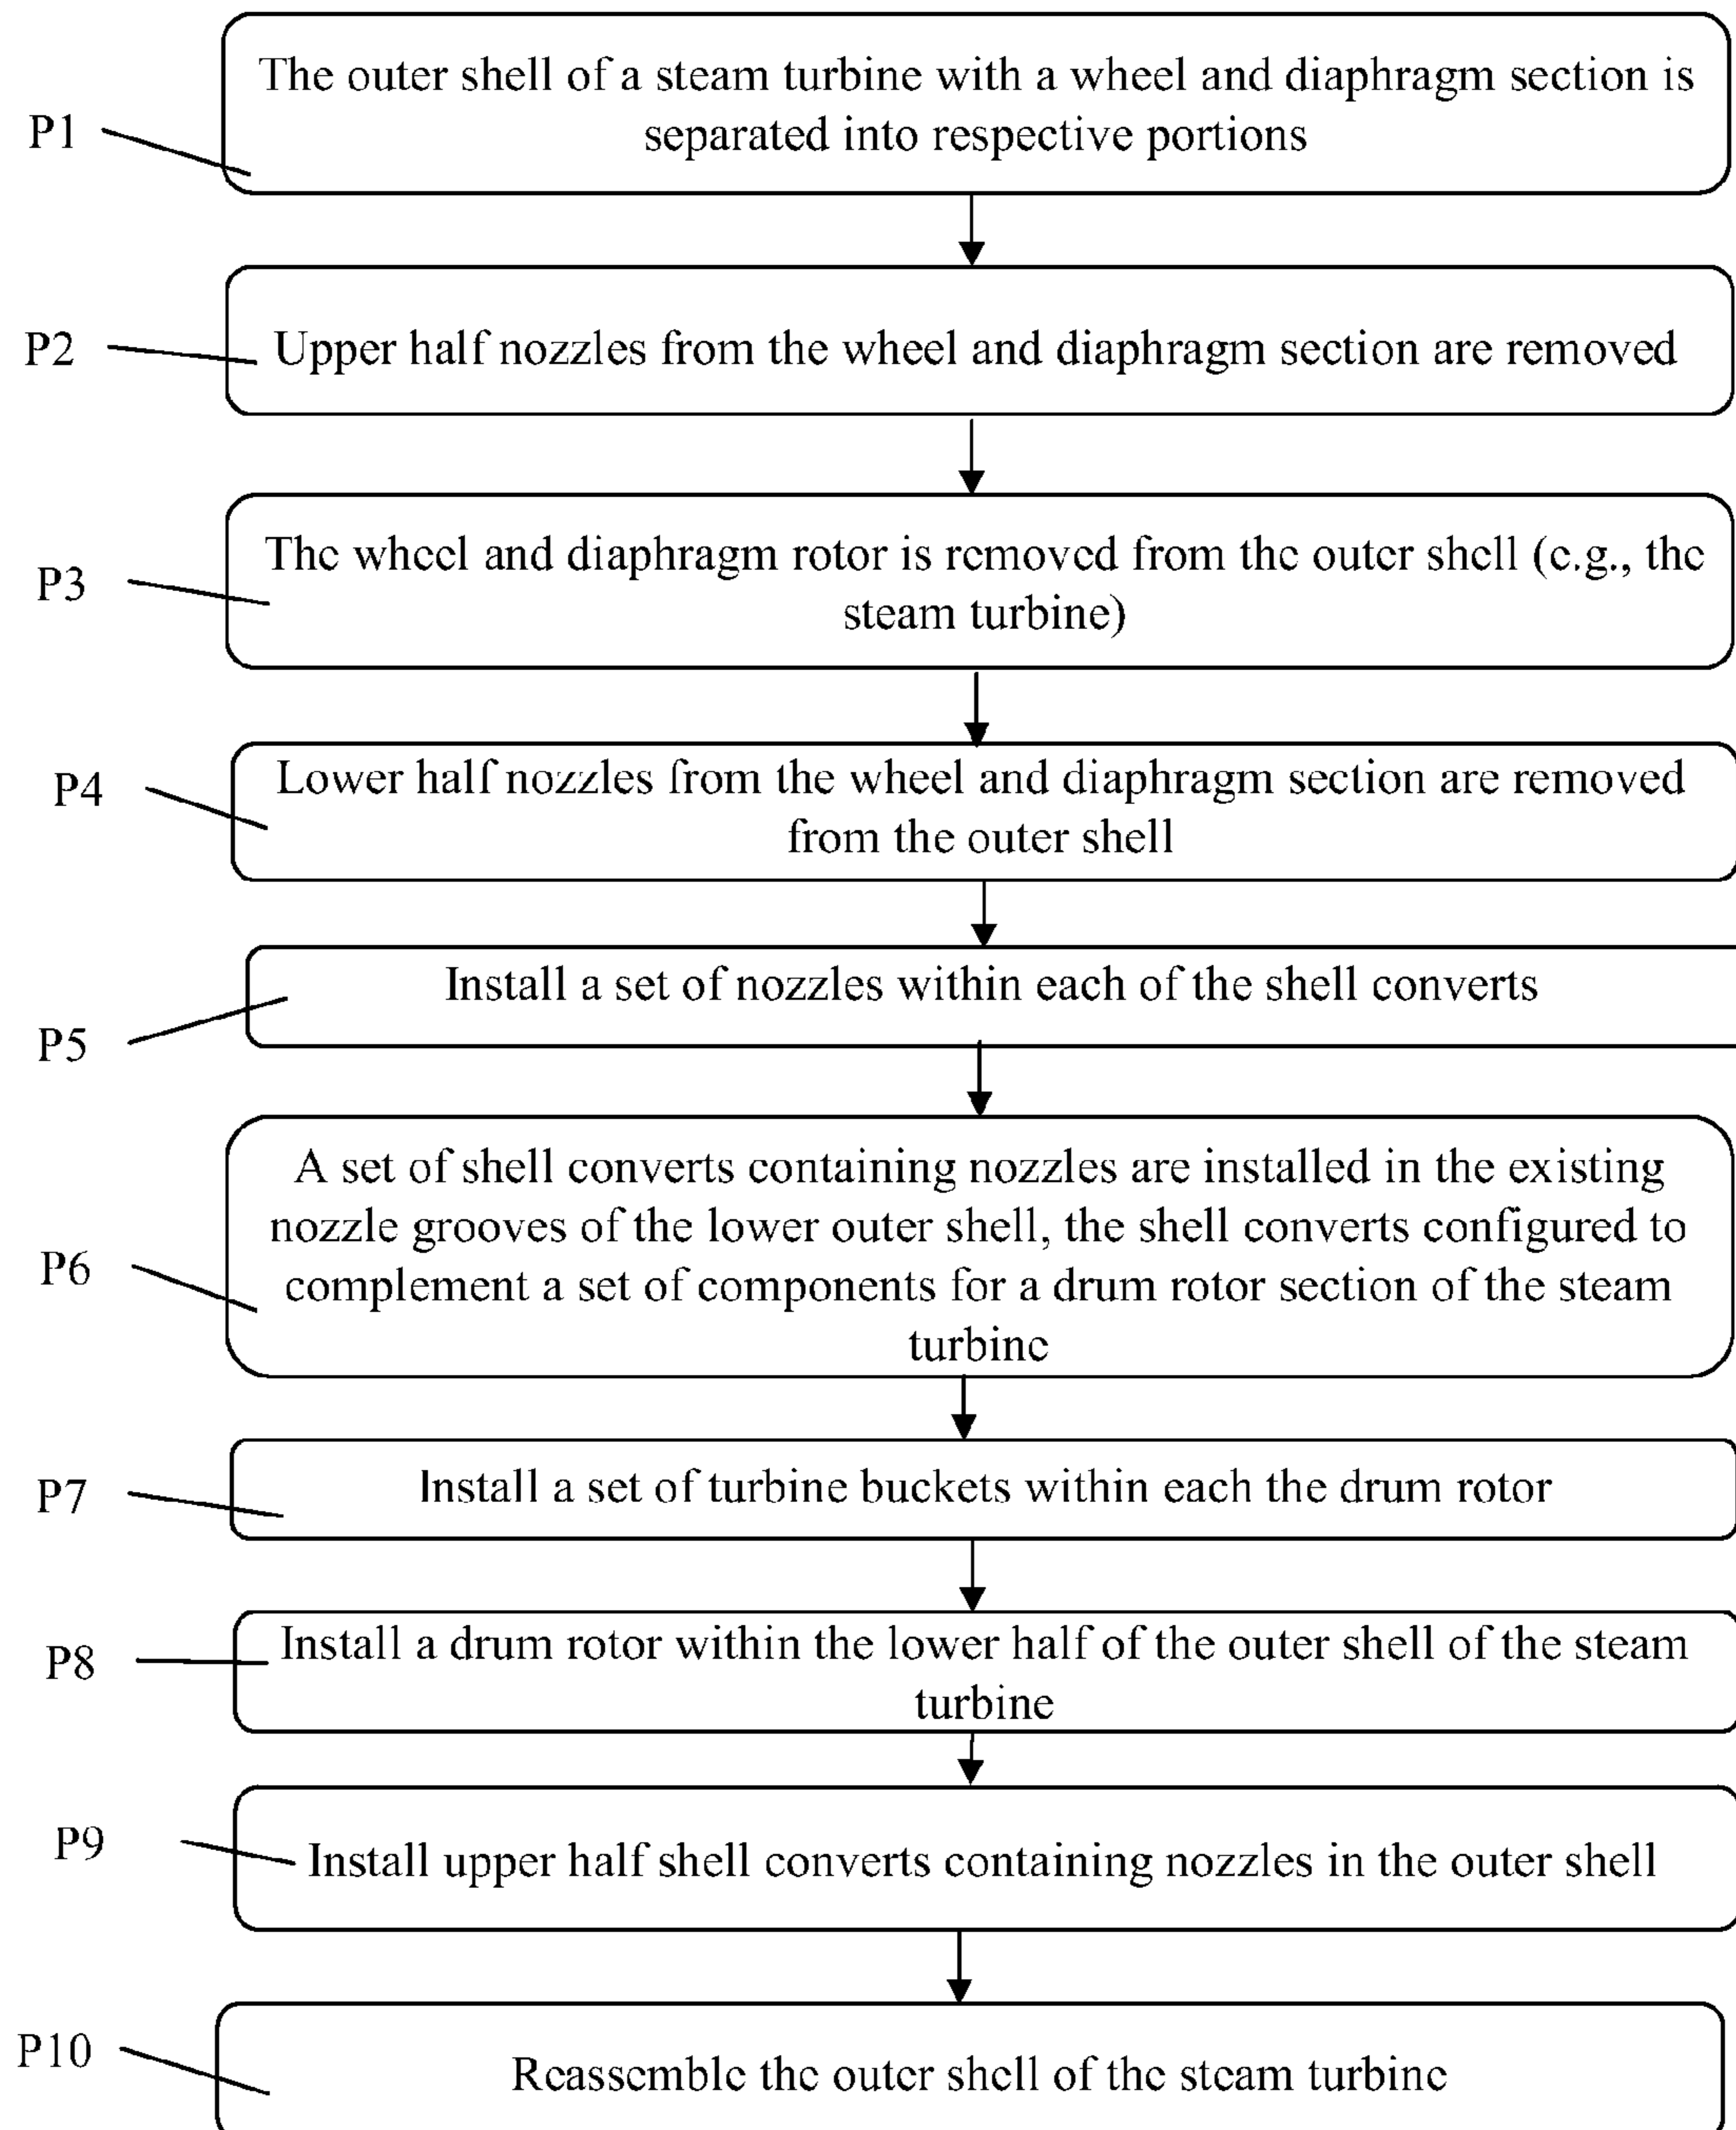 The outer shell of a steam turbine with a wheel and diaphragm section is
separated into respective portions
P1
Upper half nozzles from the wheel and diaphragm section are removed
P2
The wheel and diaphragm rotor is removed from the outer shell (e.g., the
steam turbine)
P3
Lower half nozzles from the wheel and diaphragm section are removed
from the outer shell
P4
Install a set of nozzles within each of the shell converts
P5
A set of shell converts containing nozzles are installed in the existing
nozzle grooves of the lower outer shell, the shell converts configured to
complement a set of components for a drum rotor section of the steam
turbine
P6
Install a set of turbine buckets within each the drum rotor
P7
Install a drum rotor within the lower half of the outer shell of the steam
turbine
P8
Install upper half shell converts containing nozzles in the outer shell
P9
Reassemble the outer shell of the steam turbine
P10